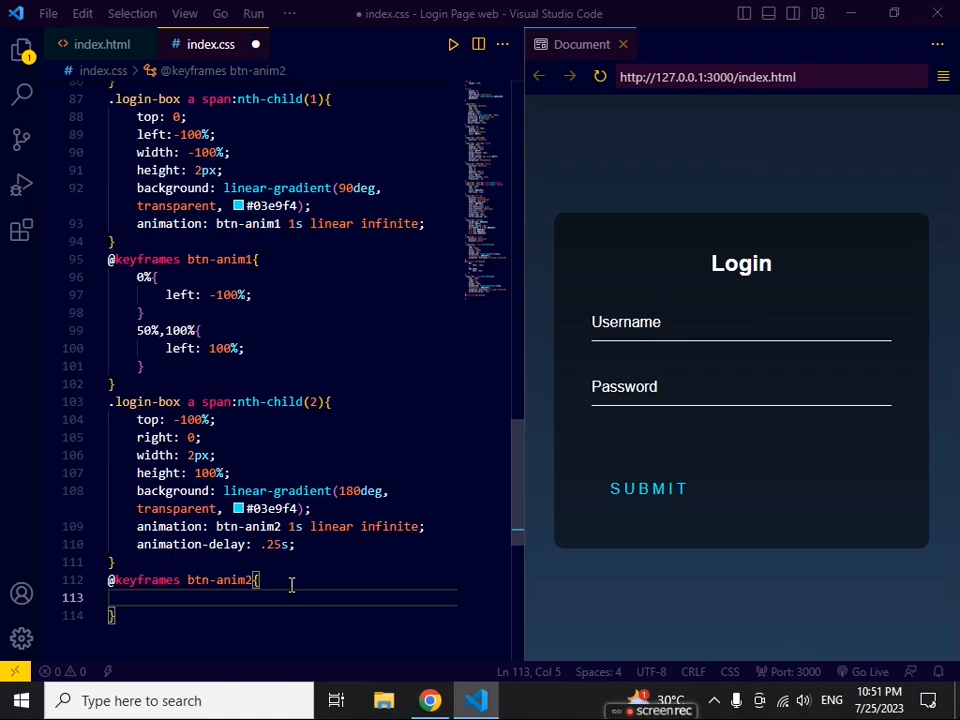 File Edit Selection View Go Run ··· ● index.css - Login Page web - Visual Studio Code
1
<> index.html # index.css ●
# index.css > @keyframes btn-anim2
86 }
87 .login-box a span:nth-child(1){
88 top: 0;
89 left:-100%;
90 width: -100%;
91 height: 2px;
92 background: linear-gradient(90deg,
transparent, #03e9f4);
93 animation: btn-anim1 1s linear infinite;
94 }
95 @keyframes btn-anim1{
96 0%{
97 left: -100%;
98 }
99 50%,100%{
100 left: 100%;
101 }
102 }
103 .login-box a span:nth-child(2){
104 top: -100%;
105 right: 0;
106 width: 2px;
107 height: 100%;
108 background: linear-gradient(180deg,
transparent, #03e9f4);
109 animation: btn-anim2 1s linear infinite;
110 animation-delay: .25s;
111 }
112 @keyframes btn-anim2{
113
114 }
Document
http://127.0.0.1:3000/index.html
Login
Username
Password
SUBMIT
0 0 Ln 113, Col 5 Spaces: 4 UTF-8 CRLF CSS Port: 3000 Go Live
Type here to search
1 30°C ENG 10:51 PM
7/25/2023
screenrec